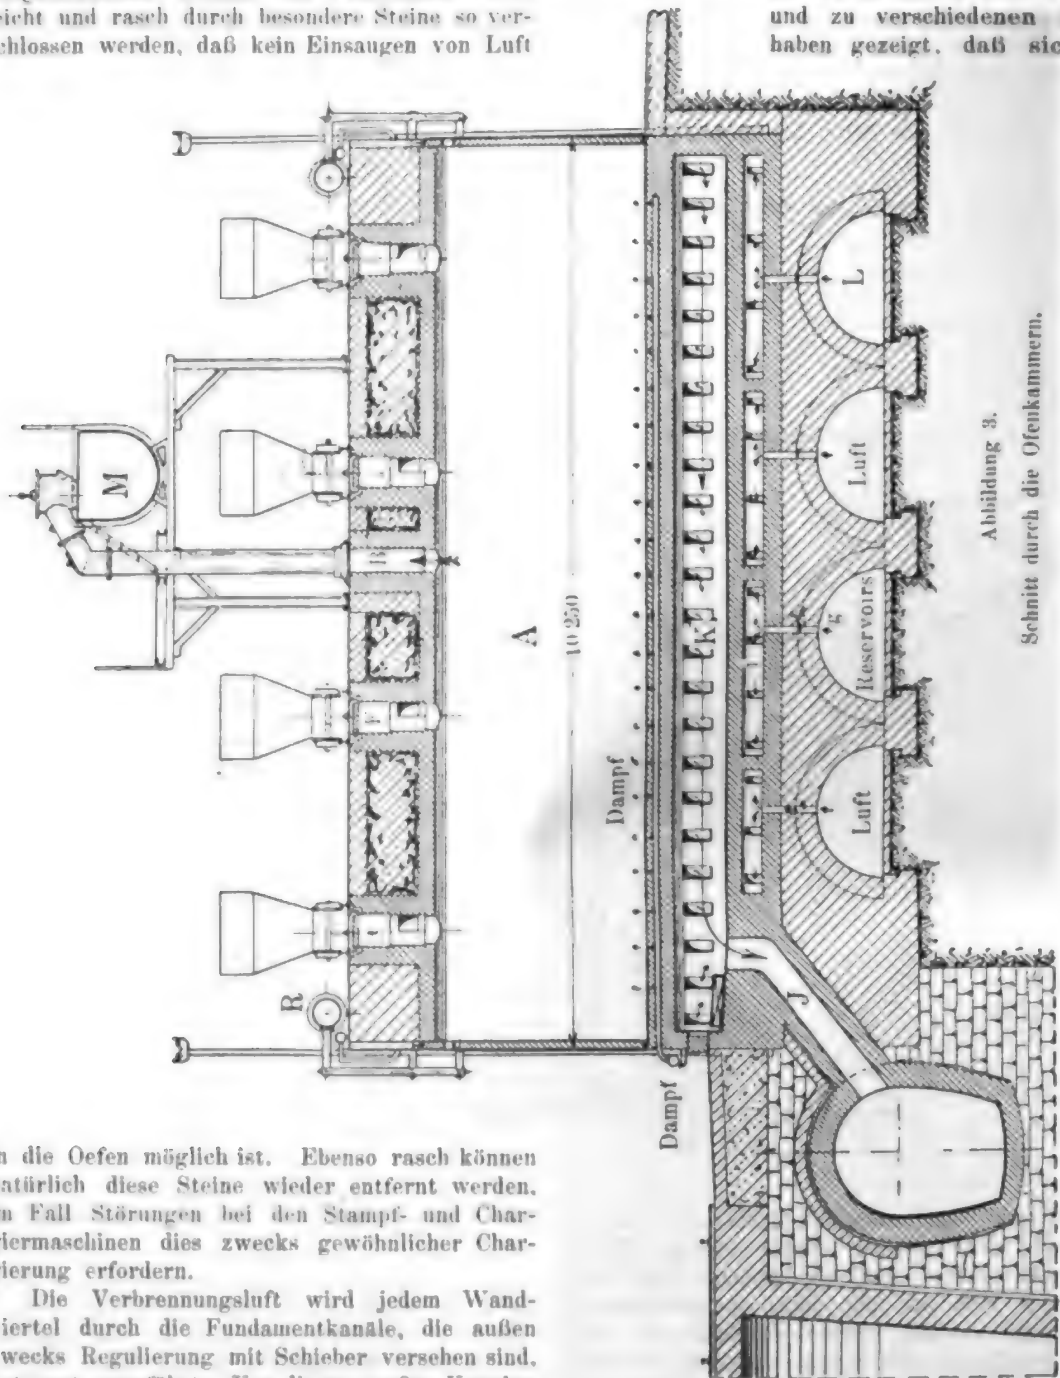 eicht und rasch durch besondere Steine so ver-
chlossen werden, daß kein Einsaugen von Luft
und zu verschiedenen
haben gezeigt, daß sic
M
R
A
10 250
F
K
J
Dampf
Dampf
L
Luft
g
Reservoirs
Luft
Abbildung 3.
Schnitt durch die Ofenkammern.
n die Oefen möglich ist. Ebenso rasch können
atürlich diese Steine wieder entfernt werden,
n Fall Störungen bei den Stampf- und Char-
iermaschinen dies zwecks gewöhnlicher Char-
ierung erfordern.
Die Verbrennungsluft wird jedem Wand-
iertel durch die Fundamentkanäle, die außen
wecks Regulierung mit Schieber versehen sind,